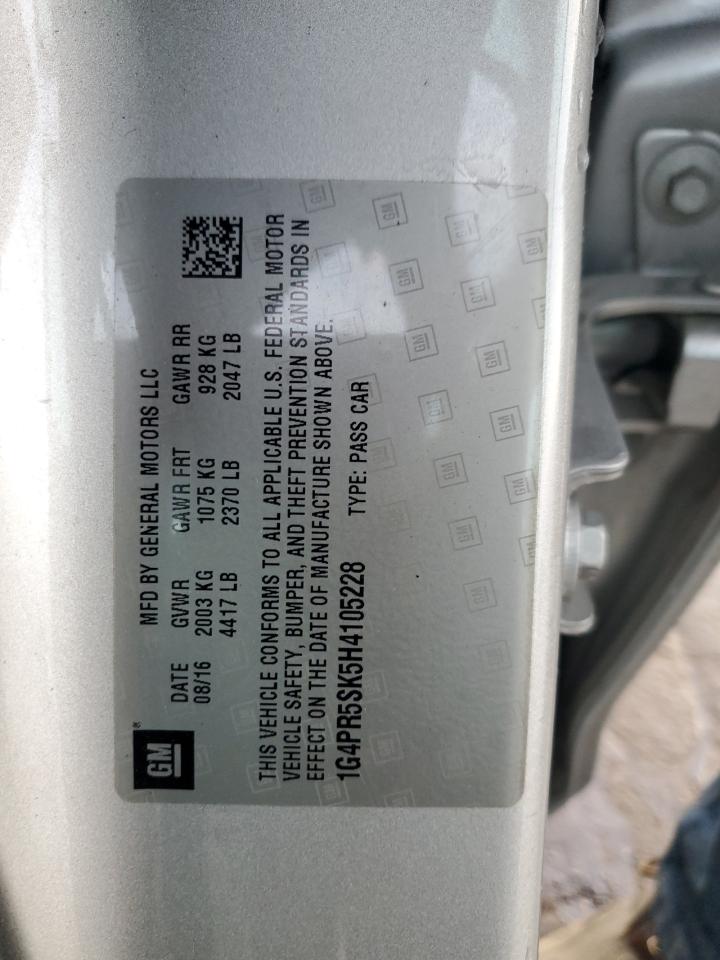 GM®
MFD BY GENERAL MOTORS LLC
DATE GVWR GAWR FRT GAWR RR
08/16 2003 KG 1075 KG 928 KG
4417 LB 2370 LB 2047 LB
THIS VEHICLE CONFORMS TO ALL APPLICABLE U.S. FEDERAL MOTOR
VEHICLE SAFETY, BUMPER, AND THEFT PREVENTION STANDARDS IN
EFFECT ON THE DATE OF MANUFACTURE SHOWN ABOVE.
1G4PR5SK5H4105228 TYPE: PASS CAR